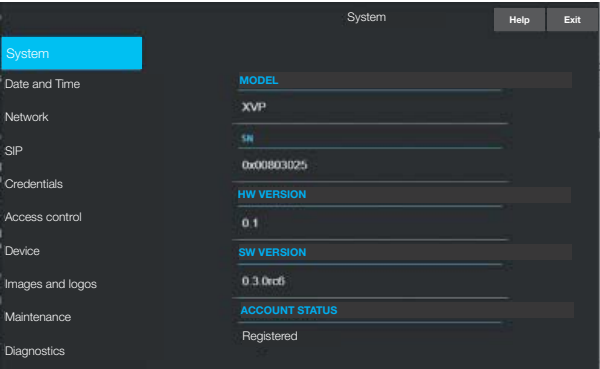 System
Help
Exit
System
Date and Time
Network
SIP
Credentials
Access control
Device
Images and logos
Maintenance
Diagnostics
MODEL
XVP
SN
0x00803025
HW VERSION
0.1
SW VERSION
0.3.0rc6
ACCOUNT STATUS
Registered